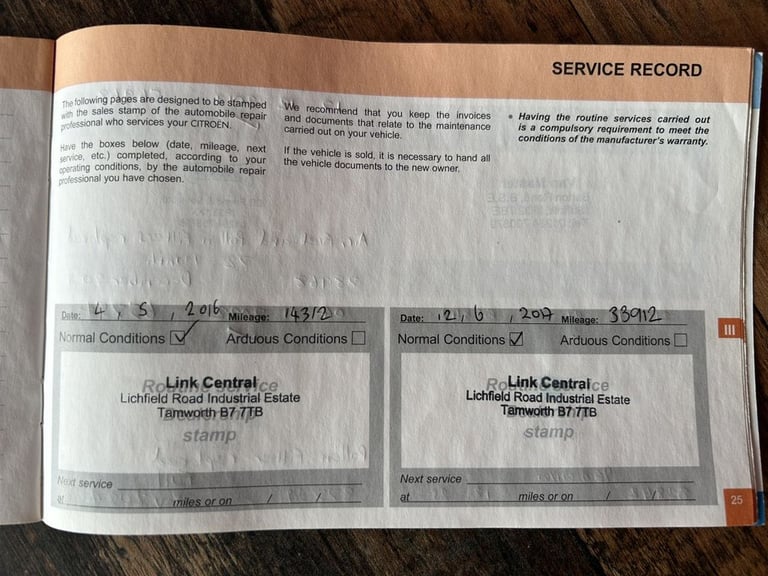 SERVICE RECORD
The following pages are designed to be stamped
with the sales stamp of the automobile repair
professional who services your CITROËN.
Have the boxes below (date, mileage, next
service, etc.) completed, according to your
operating conditions, by the automobile repair
professional you have chosen.
We recommend that you keep the invoices
and documents that relate to the maintenance
carried out on your vehicle.
If the vehicle is sold, it is necessary to hand all
the vehicle documents to the new owner.
• Having the routine services carried out
is a compulsory requirement to meet the
conditions of the manufacturer's warranty.
Date: 4, 5, 2016 Mileage: 14312
Normal Conditions ☑ Arduous Conditions ☐
Routine service
Link Central
Lichfield Road Industrial Estate
Tamworth B7 7TB
stamp
Next service
at miles or on / /
Date: 12, 6, 2017 Mileage: 33912
Normal Conditions ☑ Arduous Conditions ☐
Routine service
Link Central
Lichfield Road Industrial Estate
Tamworth B7 7TB
stamp
Next service
at miles or on / /
III
25